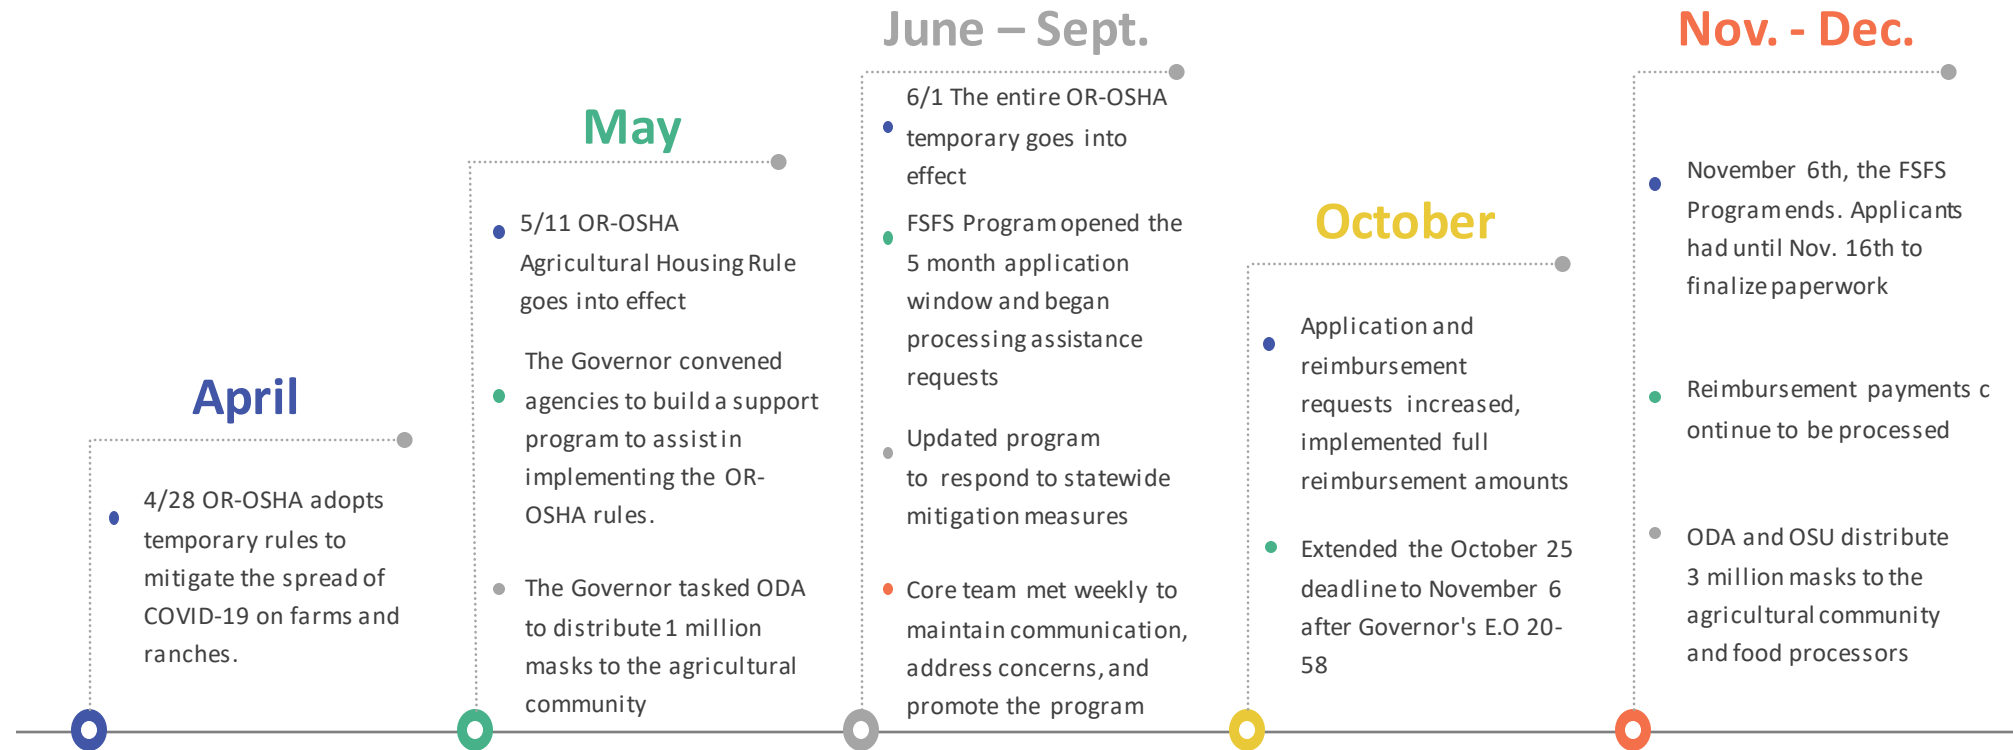 April
4/28 OR-OSHA adopts
temporary rules to
mitigate the spread of
COVID-19 on farms and
ranches.
May
5/11 OR-OSHA
Agricultural Housing Rule
goes into effect
The Governor convened
agencies to build a support
program to assist in
implementing the OR-
OSHA rules.
The Governor tasked ODA
to distribute 1 million
masks to the agricultural
community
June – Sept.
6/1 The entire OR-OSHA
temporary goes into
effect
FSFS Program opened the
5 month application
window and began
processing assistance
requests
Updated program
to respond to statewide
mitigation measures
Core team met weekly to
maintain communication,
address concerns, and
promote the program
October
Application and
reimbursement
requests increased,
implemented full
reimbursement amounts
Extended the October 25
deadline to November 6
after Governor's E.O 20-
58
Nov. - Dec.
November 6th, the FSFS
Program ends. Applicants
had until Nov. 16th to
finalize paperwork
Reimbursement payments c
ontinue to be processed
ODA and OSU distribute
3 million masks to the
agricultural community
and food processors